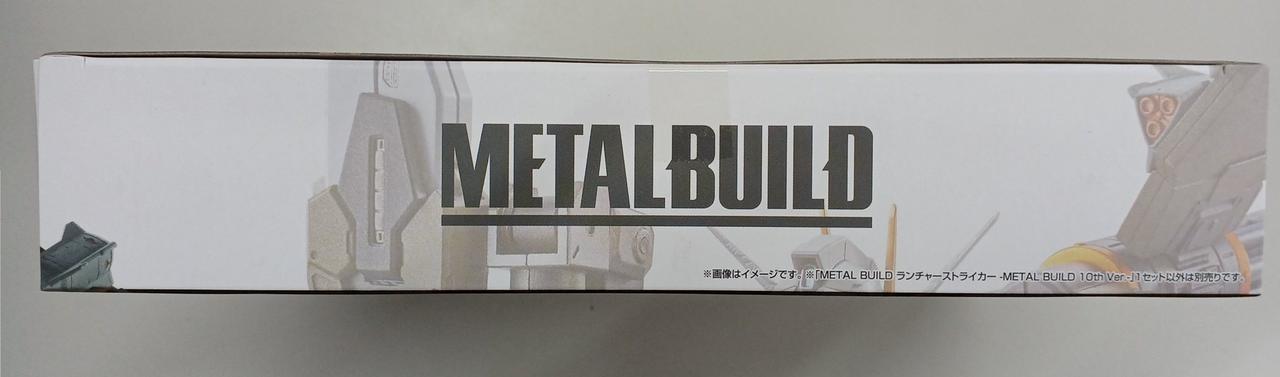 METAL BUILD
※画像はイメージです。※「METAL BUILD ランチャーストライカー -METAL BUILD 10th Ver.-」1セット以外は別売りです。